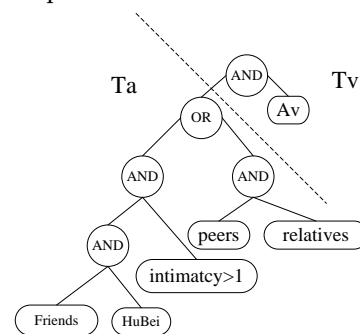 AND
Ta
Tv
Av
OR
AND
AND
AND
peers
relatives
intimatcy>1
Friends
HuBei